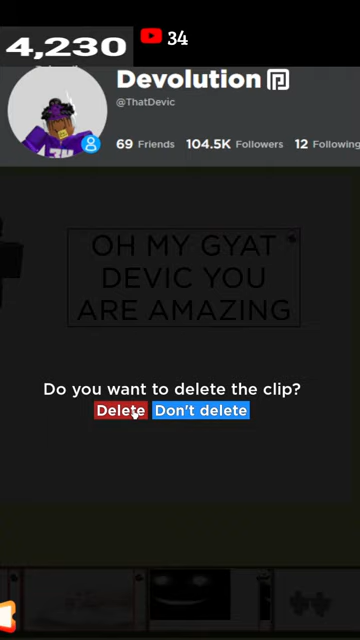 4,230
34
Devolution
@ThatDevic
69 Friends 104.5K Followers 12 Following
OH MY GYAT
DEVIC YOU
ARE AMAZING
Do you want to delete the clip?
Delete Don't delete